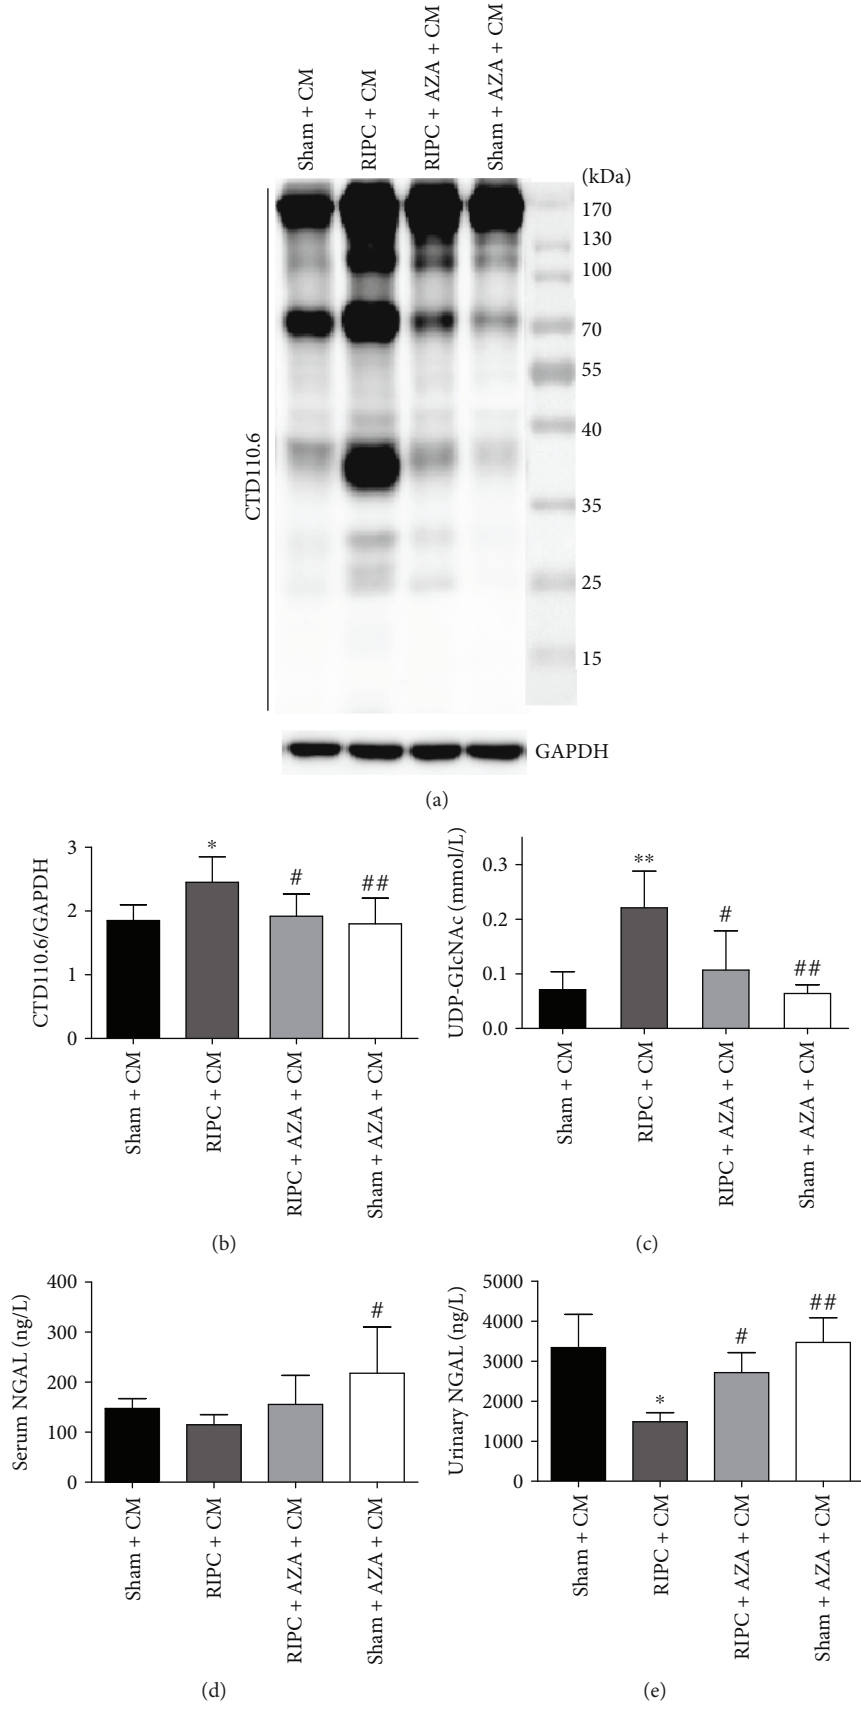 Sham + CM
RIPC + CM
RIPC + AZA + CM
Sham + AZA + CM
(kDa)
170
130
100
70
55
40
35
25
15
CTD110.6
GAPDH
(a)
CTD110.6/GAPDH
3
2
1
0
*
#
##
Sham + CM
RIPC + CM
RIPC + AZA + CM
Sham + AZA + CM
(b)
UDP-GlcNAc (mmol/L)
0.3
0.2
0.1
0.0
**
#
##
Sham + CM
RIPC + CM
RIPC + AZA + CM
Sham + AZA + CM
(c)
Serum NGAL (ng/L)
400
300
200
100
0
#
Sham + CM
RIPC + CM
RIPC + AZA + CM
Sham + AZA + CM
(d)
Urinary NGAL (ng/L)
5000
4000
3000
2000
1000
0
*
#
##
Sham + CM
RIPC + CM
RIPC + AZA + CM
Sham + AZA + CM
(e)